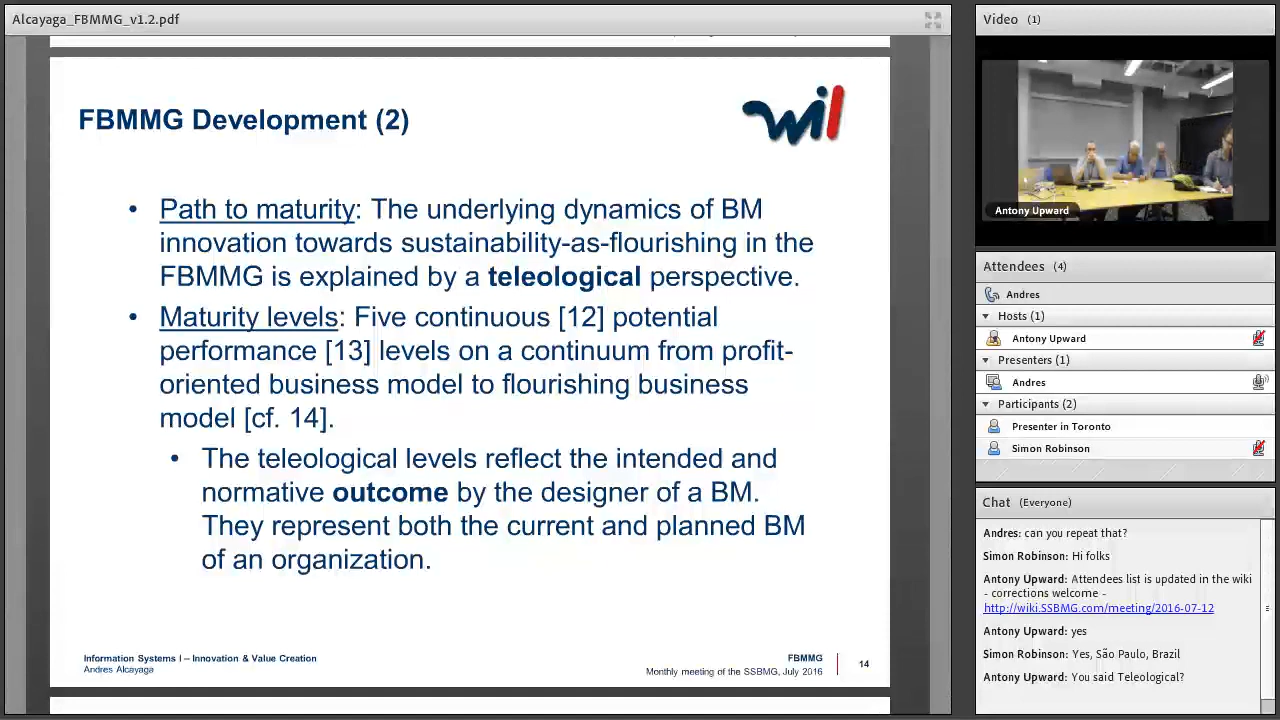 Alcayaga_FBMMG_v1.2.pdf
FBMMG Development (2)
wil
• Path to maturity: The underlying dynamics of BM
innovation towards sustainability-as-flourishing in the
FBMMG is explained by a teleological perspective.
• Maturity levels: Five continuous [12] potential
performance [13] levels on a continuum from profit-
oriented business model to flourishing business
model [cf. 14].
• The teleological levels reflect the intended and
normative outcome by the designer of a BM.
They represent both the current and planned BM
of an organization.
Information Systems I – Innovation & Value Creation
Andres Alcayaga
FBMMG
Monthly meeting of the SSBMG, July 2016
14
Video (1)
Antony Upward
Attendees (4)
Andres
Hosts (1)
Antony Upward
Presenters (1)
Andres
Participants (2)
Presenter in Toronto
Simon Robinson
Chat (Everyone)
Andres: can you repeat that?
Simon Robinson: Hi folks
Antony Upward: Attendees list is updated in the wiki
- corrections welcome -
http://wiki.SSBMG.com/meeting/2016-07-12
Antony Upward: yes
Simon Robinson: Yes, São Paulo, Brazil
Antony Upward: You said Teleological?